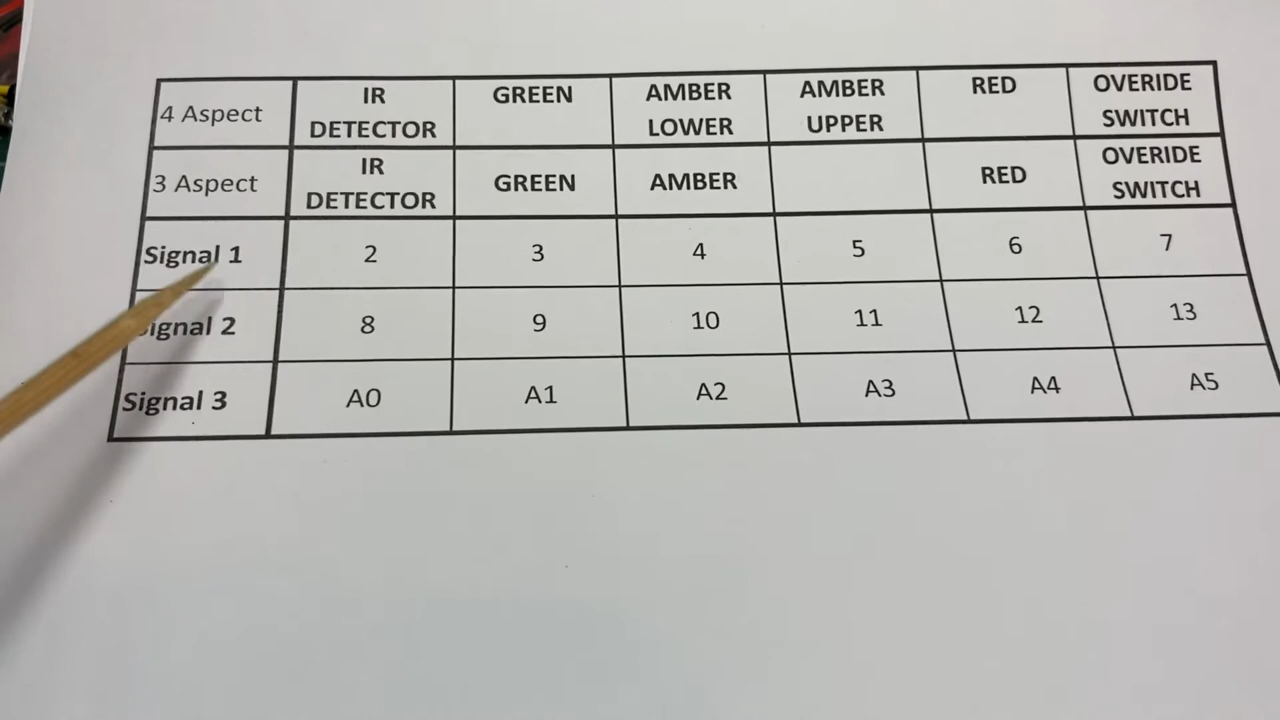 4 Aspect IR DETECTOR GREEN AMBER LOWER AMBER UPPER RED OVERIDE SWITCH
3 Aspect IR DETECTOR GREEN AMBER RED OVERIDE SWITCH
Signal 1 2 3 4 5 6 7
Signal 2 8 9 10 11 12 13
Signal 3 A0 A1 A2 A3 A4 A5